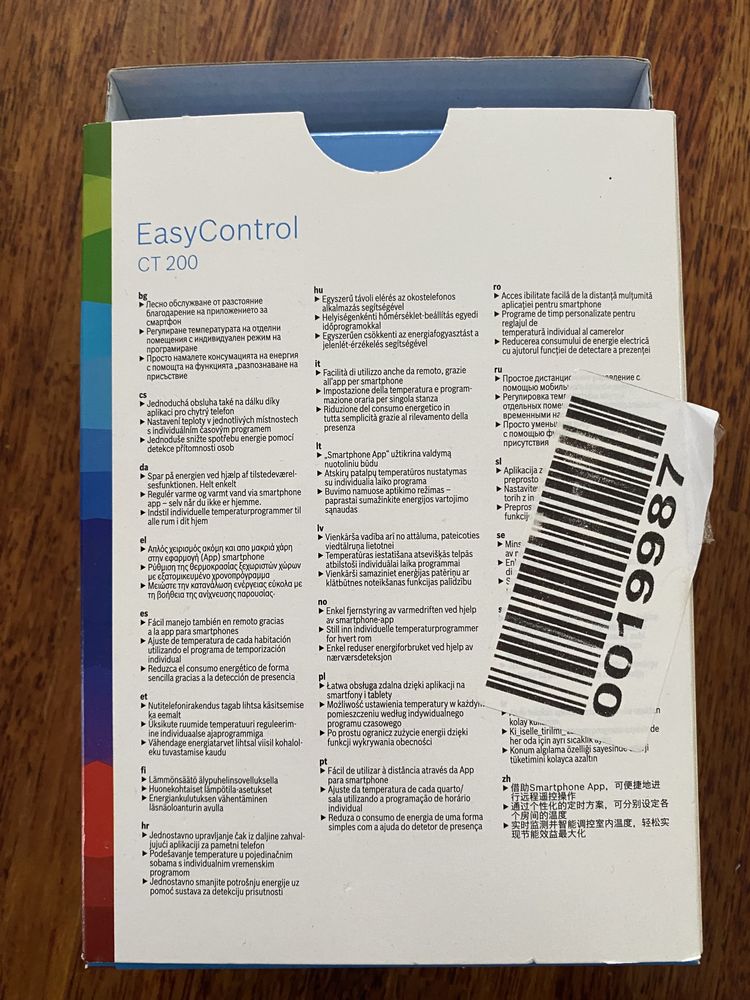 EasyControl
CT 200
bg
▶ Лесно обслужване от разстояние
благодарение на приложението за
смартфон
▶ Регулиране температурата на отделни
помещения с индивидуален режим на
програмиране
▶ Просто намалете консумацията на енергия
с помощта на функцията „разпознаване на
присъствие
cs
▶ Jednoduchá obsluha také na dálku díky
aplikaci pro chytrý telefon
▶ Nastavení teploty v jednotlivých místnostech
s individuálním časovým programem
▶ Jednoduše snižte spotřebu energie pomocí
detekce přítomnosti osob
da
▶ Spar på energien ved hjælp af tilstedeværel-
sesfunktionen. Helt enkelt
▶ Regulér varme og varmt vand via smartphone
app – selv når du ikke er hjemme.
▶ Indstil individuelle temperaturprogrammer til
alle rum i dit hjem
el
▶ Απλός χειρισμός ακόμη και απο μακριά χάρη
στην εφαρμογή (App) smartphone
▶ Ρύθμιση της θερμοκρασίας ξεχωριστών χώρων
με εξατομικευμένο χρονοπρόγραμμα
▶ Μειώστε την κατανάλωση ενέργειας εύκολα με
τη βοήθεια της ανίχνευσης παρουσίας·
es
▶ Fácil manejo también en remoto gracias
a la app para smartphones
▶ Ajuste de temperatura de cada habitación
utilizando el programa de temporización
individual
▶ Reduzca el consumo energético de forma
sencilla gracias a la detección de presencia
et
▶ Nutitelefonirakendus tagab lihtsa käsitsemise
ka eemalt
▶ Üksikute ruumide temperatuuri reguleerim-
ine individuaalse ajaprogrammiga
▶ Vähendage energiatarvet lihtsal viisil kohalol-
eku tuvastamise kaudu
fi
▶ Lämmönsäätö älypuhelinsovelluksella
▶ Huonekohtaiset lämpötila-asetukset
▶ Energiankulutuksen vähentäminen
läsnäoloanturin avulla
hr
▶ Jednostavno upravljanje čak iz daljine zahval-
jujući aplikaciji za pametni telefon
▶ Podešavanje temperature u pojedinačnim
sobama s individualnim vremenskim
programom
▶ Jednostavno smanjite potrošnju energije uz
pomoć sustava za detekciju prisutnosti
hu
▶ Egyszerű távoli elérés az okostelefonos
alkalmazás segítségével
▶ Helyiségenkénti hőmérséklet-beállítás egyedi
időprogramokkal
▶ Egyszerűen csökkenti az energiafogyasztást a
jelenlét-érzékelés segítségével
it
▶ Facilità di utilizzo anche da remoto, grazie
all'app per smartphone
▶ Impostazione della temperatura e program-
mazione oraria per singola stanza
▶ Riduzione del consumo energetico in
tutta semplicità grazie al rilevamento della
presenza
lt
▶ „Smartphone App" užtikrina valdymą
nuotoliniu būdu
▶ Atskirų patalpų temperatūros nustatymas
su individualia laiko programa
▶ Buvimo namuose aptikimo režimas –
paprastai sumažinkite energijos vartojimo
sąnaudas
lv
▶ Vienkārša vadība arī no attāluma, pateicoties
viedtālruņa lietotnei
▶ Temperatūras iestatīšana atsevišķās telpās
atbilstoši individuālai laika programmai
▶ Vienkārši samaziniet enerģijas patēriņu ar
klātbūtnes noteikšanas funkcijas palīdzību
no
▶ Enkel fjernstyring av varmedriften ved hjelp
av smartphone-app
▶ Still inn individuelle temperaturprogrammer
for hvert rom
▶ Enkel reduser energiforbruket ved hjelp av
nærværsdeteksjon
pl
▶ Łatwa obsługa zdalna dzięki aplikacji na
smartfony i tablety
▶ Możliwość ustawienia temperatury w każdym
pomieszczeniu według indywidualnego
programu czasowego
▶ Po prostu ogranicz zużycie energii dzięki
funkcji wykrywania obecności
pt
▶ Fácil de utilizar à distância através da App
para smartphone
▶ Ajuste da temperatura de cada quarto/
sala utilizando a programação de horário
individual
▶ Reduza o consumo de energia de uma forma
simples com a ajuda do detetor de presença
ro
▶ Acces ibilitate facilă de la distanță mulțumită
aplicației pentru smartphone
▶ Programe de timp personalizate pentru
reglajul de
temperatură individual al camerelor
▶ Reducerea consumului de energie electrică
cu ajutorul funcției de detectare a prezenței
ru
▶ Простое
с
помощью
▶ Регулировка
отдельных
временными
▶ Просто
с помощью
присутствия
sl
▶ Aplikacija
preprosto
▶
▶
se
▶
▶
▶
0019987
kolay
▶
her oda için ayrı sıcaklık
▶ Konum algılama özelliği sayesinde
tüketimini kolayca azaltın
zh
▶ 借助Smartphone App，可便捷地进
行远程遥控操作
▶ 通过个性化的定时方案，可分别设定各
个房间的温度
▶ 实时监测并智能调控室内温度，轻松实
现节能效益最大化